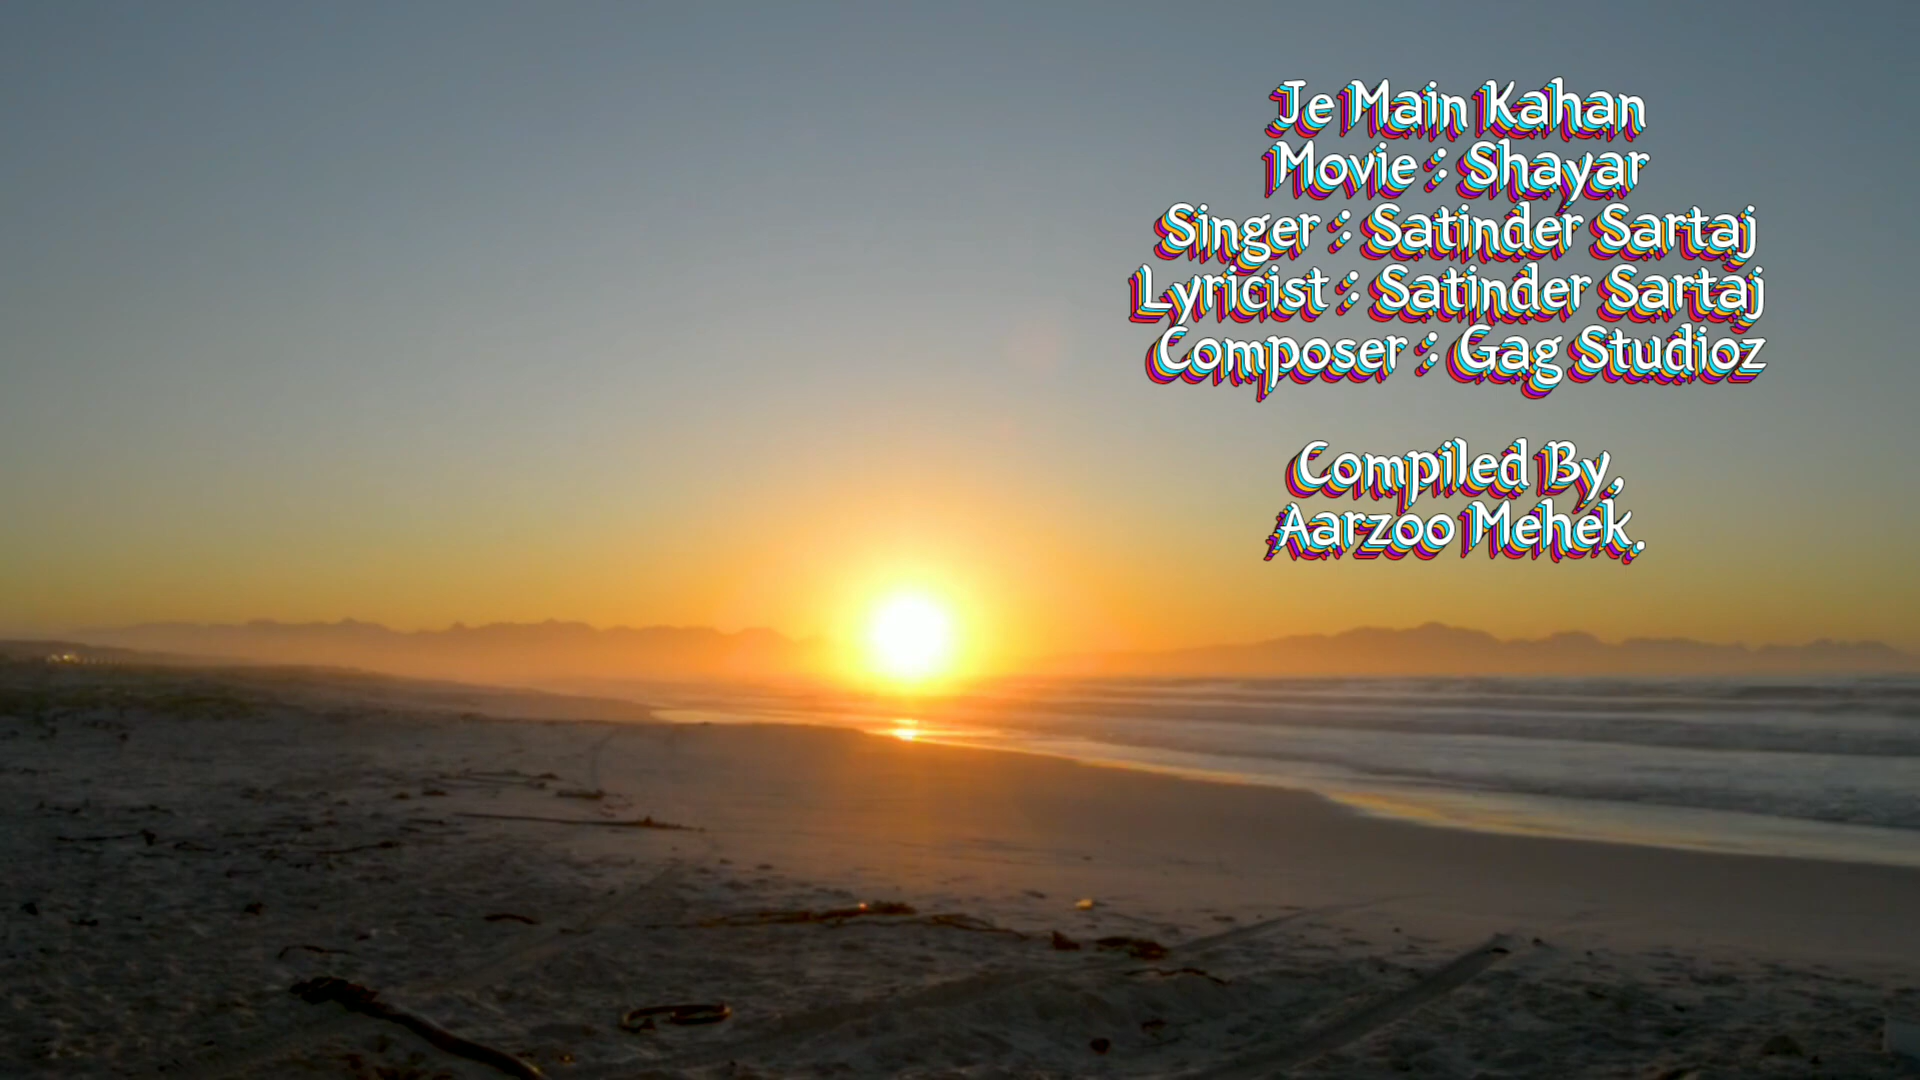 Je Main Kahan
Movie : Shayar
Singer : Satinder Sartaj
Lyricist : Satinder Sartaj
Composer : Gag Studioz
Compiled By,
Aarzoo Mehek.